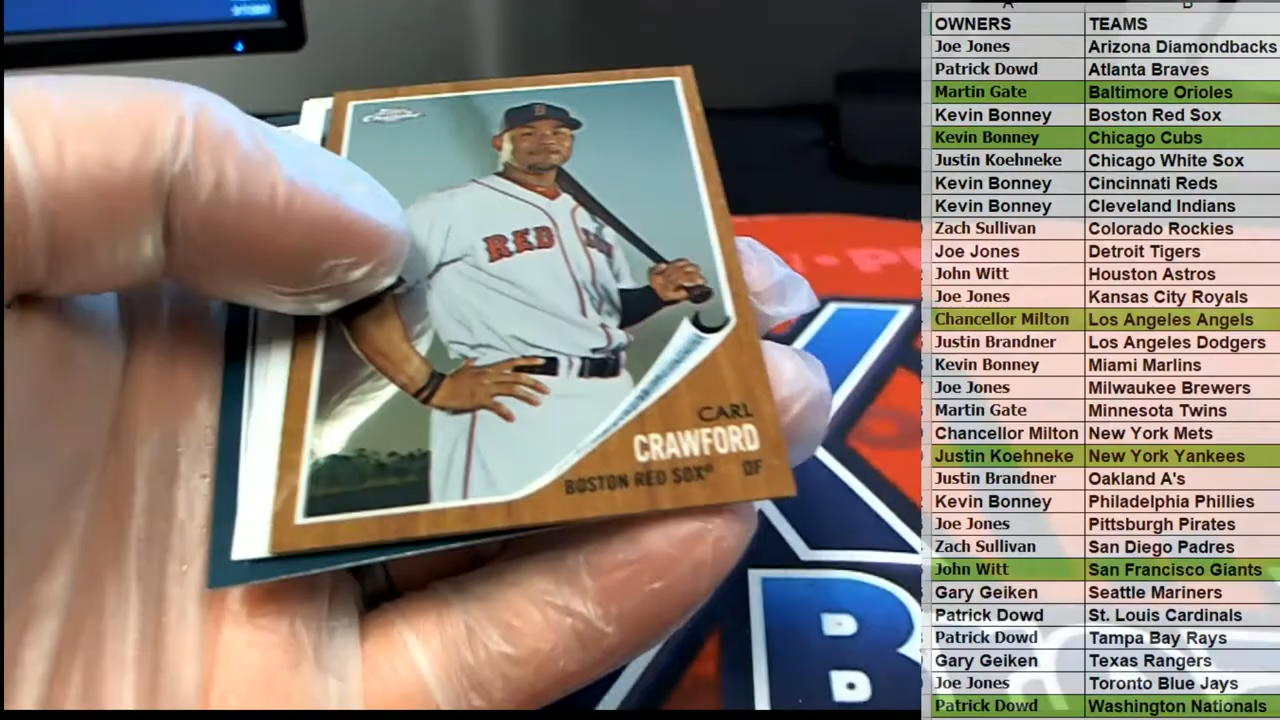 Topps Chrome
B
RED SOX
CARL
CRAWFORD
BOSTON RED SOX® OF
B
A B
OWNERS TEAMS
Joe Jones Arizona Diamondbacks
Patrick Dowd Atlanta Braves
Martin Gate Baltimore Orioles
Kevin Bonney Boston Red Sox
Kevin Bonney Chicago Cubs
Justin Koehneke Chicago White Sox
Kevin Bonney Cincinnati Reds
Kevin Bonney Cleveland Indians
Zach Sullivan Colorado Rockies
Joe Jones Detroit Tigers
John Witt Houston Astros
Joe Jones Kansas City Royals
Chancellor Milton Los Angeles Angels
Justin Brandner Los Angeles Dodgers
Kevin Bonney Miami Marlins
Joe Jones Milwaukee Brewers
Martin Gate Minnesota Twins
Chancellor Milton New York Mets
Justin Koehneke New York Yankees
Justin Brandner Oakland A's
Kevin Bonney Philadelphia Phillies
Joe Jones Pittsburgh Pirates
Zach Sullivan San Diego Padres
John Witt San Francisco Giants
Gary Geiken Seattle Mariners
Patrick Dowd St. Louis Cardinals
Patrick Dowd Tampa Bay Rays
Gary Geiken Texas Rangers
Joe Jones Toronto Blue Jays
Patrick Dowd Washington Nationals